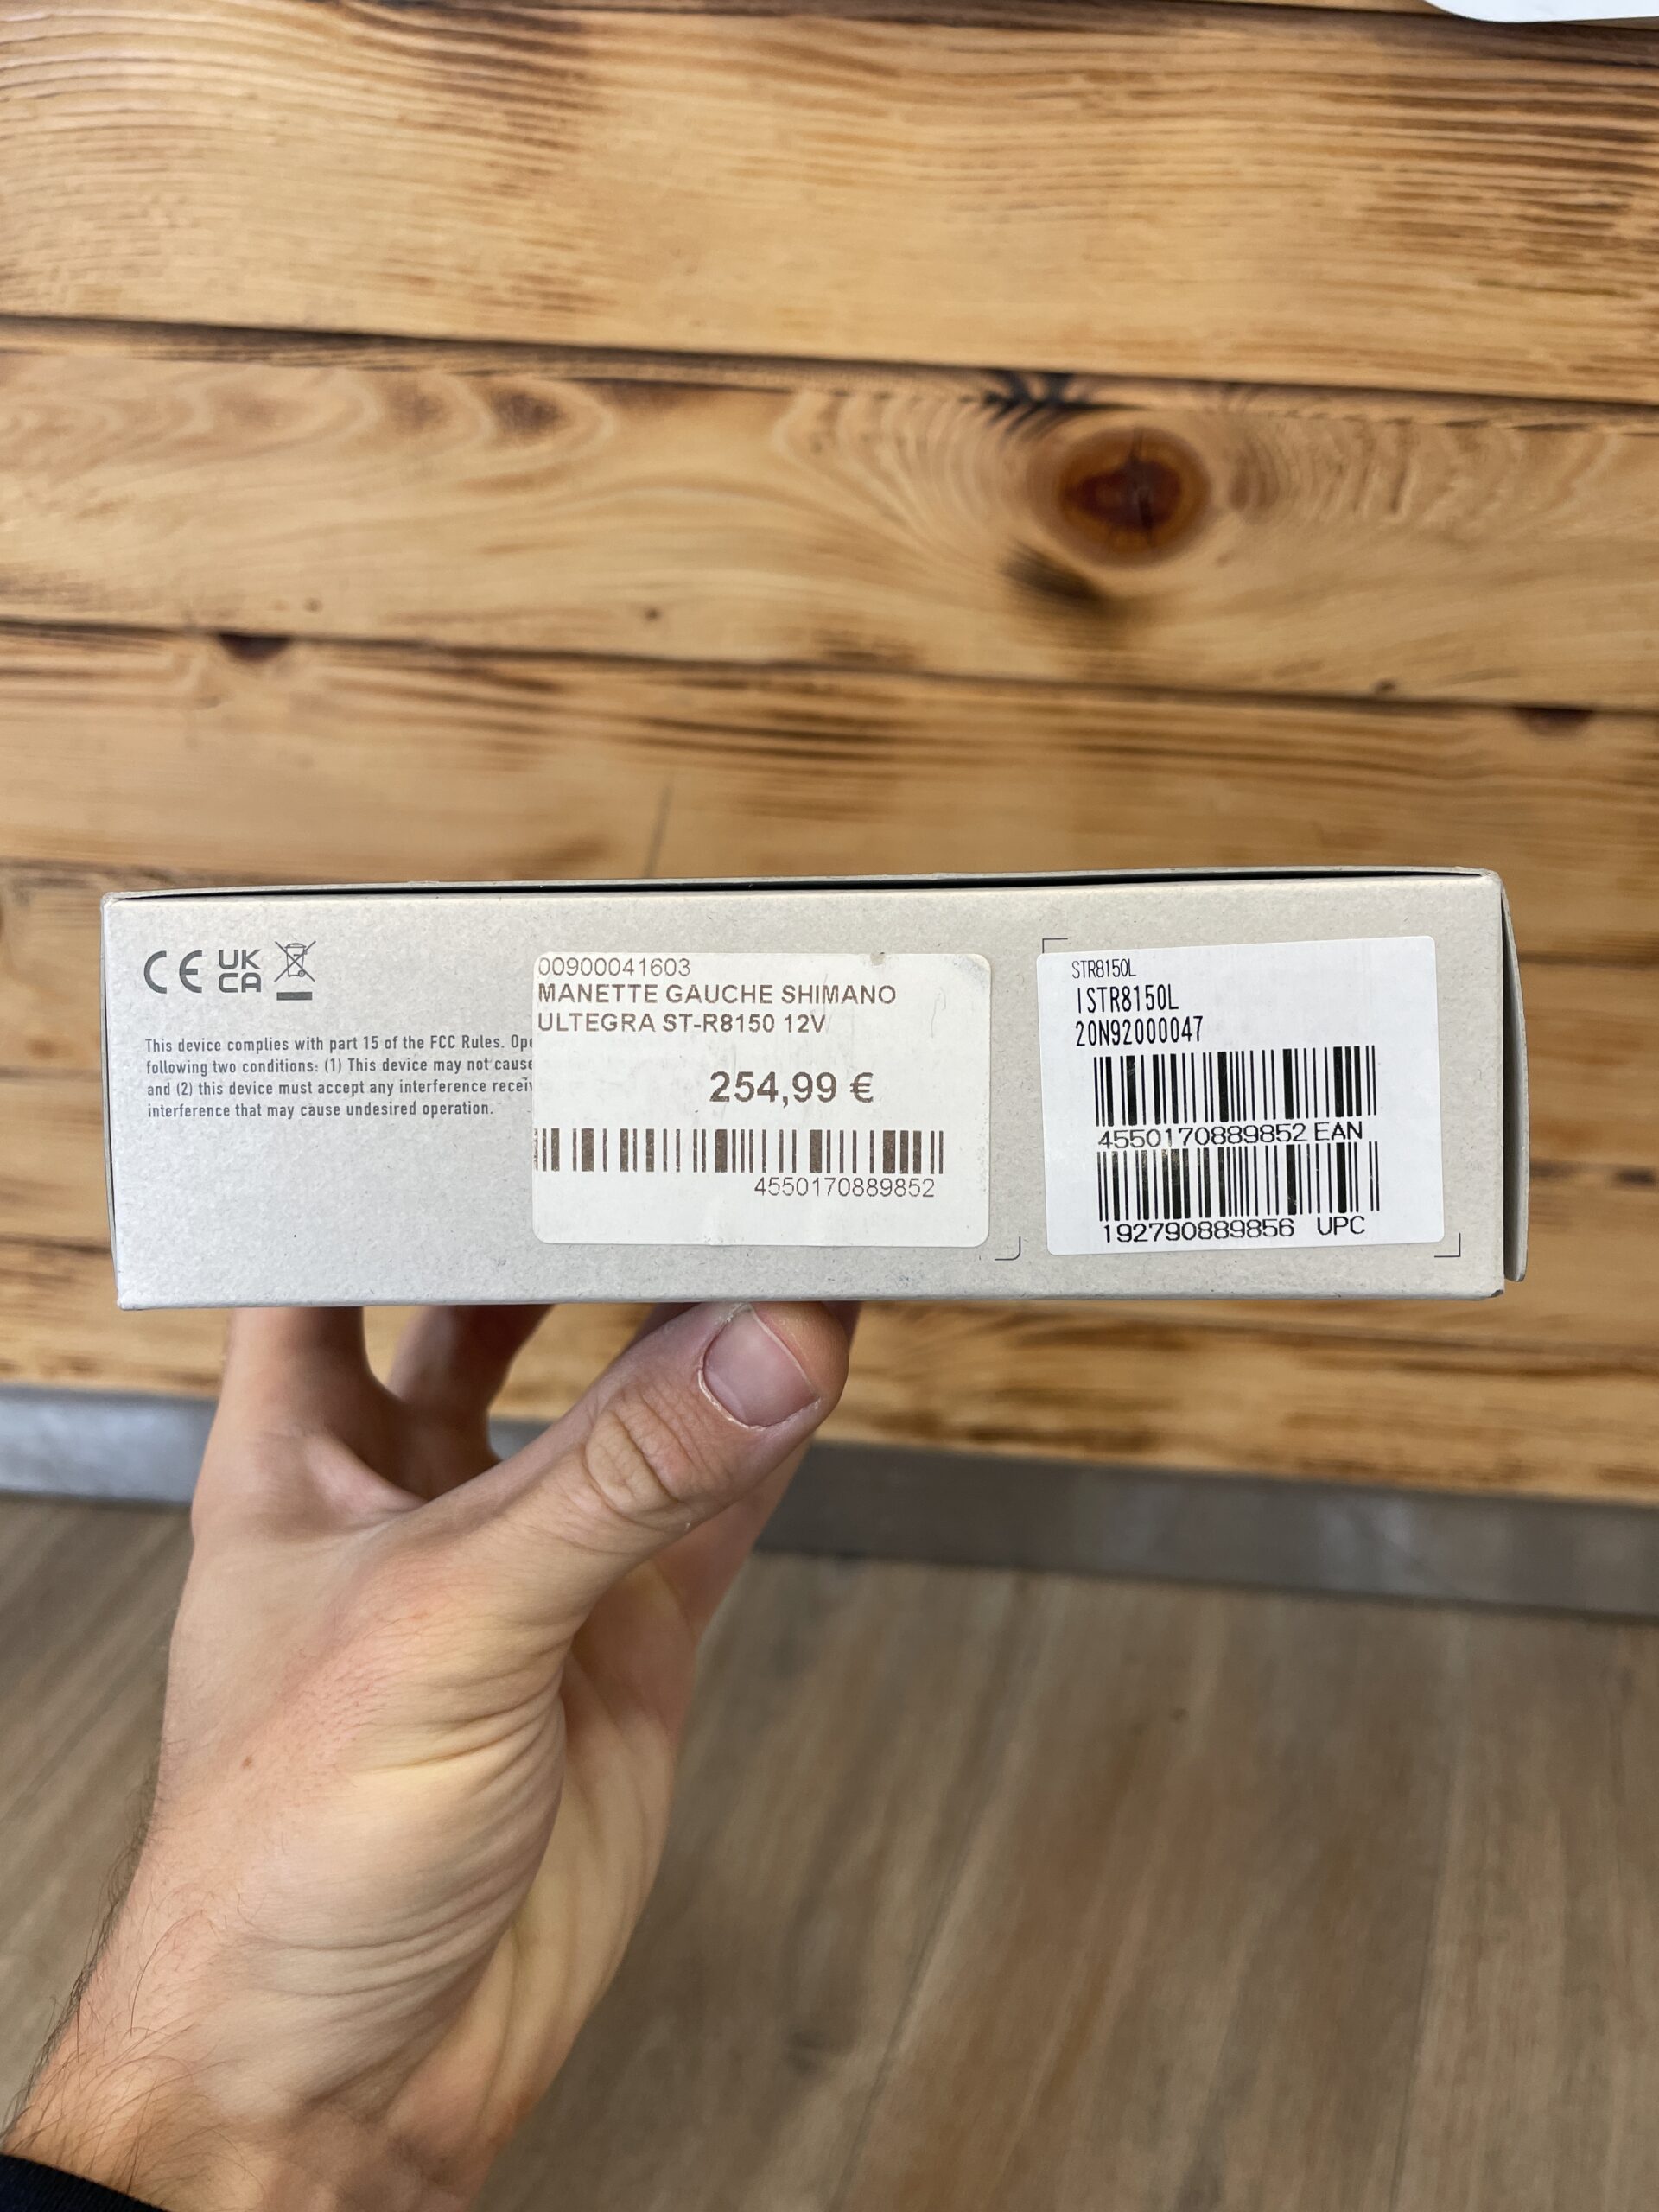 CE UK
CA
This device complies with part 15 of the FCC Rules.
following two conditions: (1) This device may not cause
and (2) this device must accept any interference
interference that may cause undesired operation.
00900041603
MANETTE GAUCHE SHIMANO
ULTEGRA ST-R8150 12V
254,99 €
4550170889852
STR8150L
ISTR8150L
20N92000047
4550170889852 EAN
192790889856 UPC